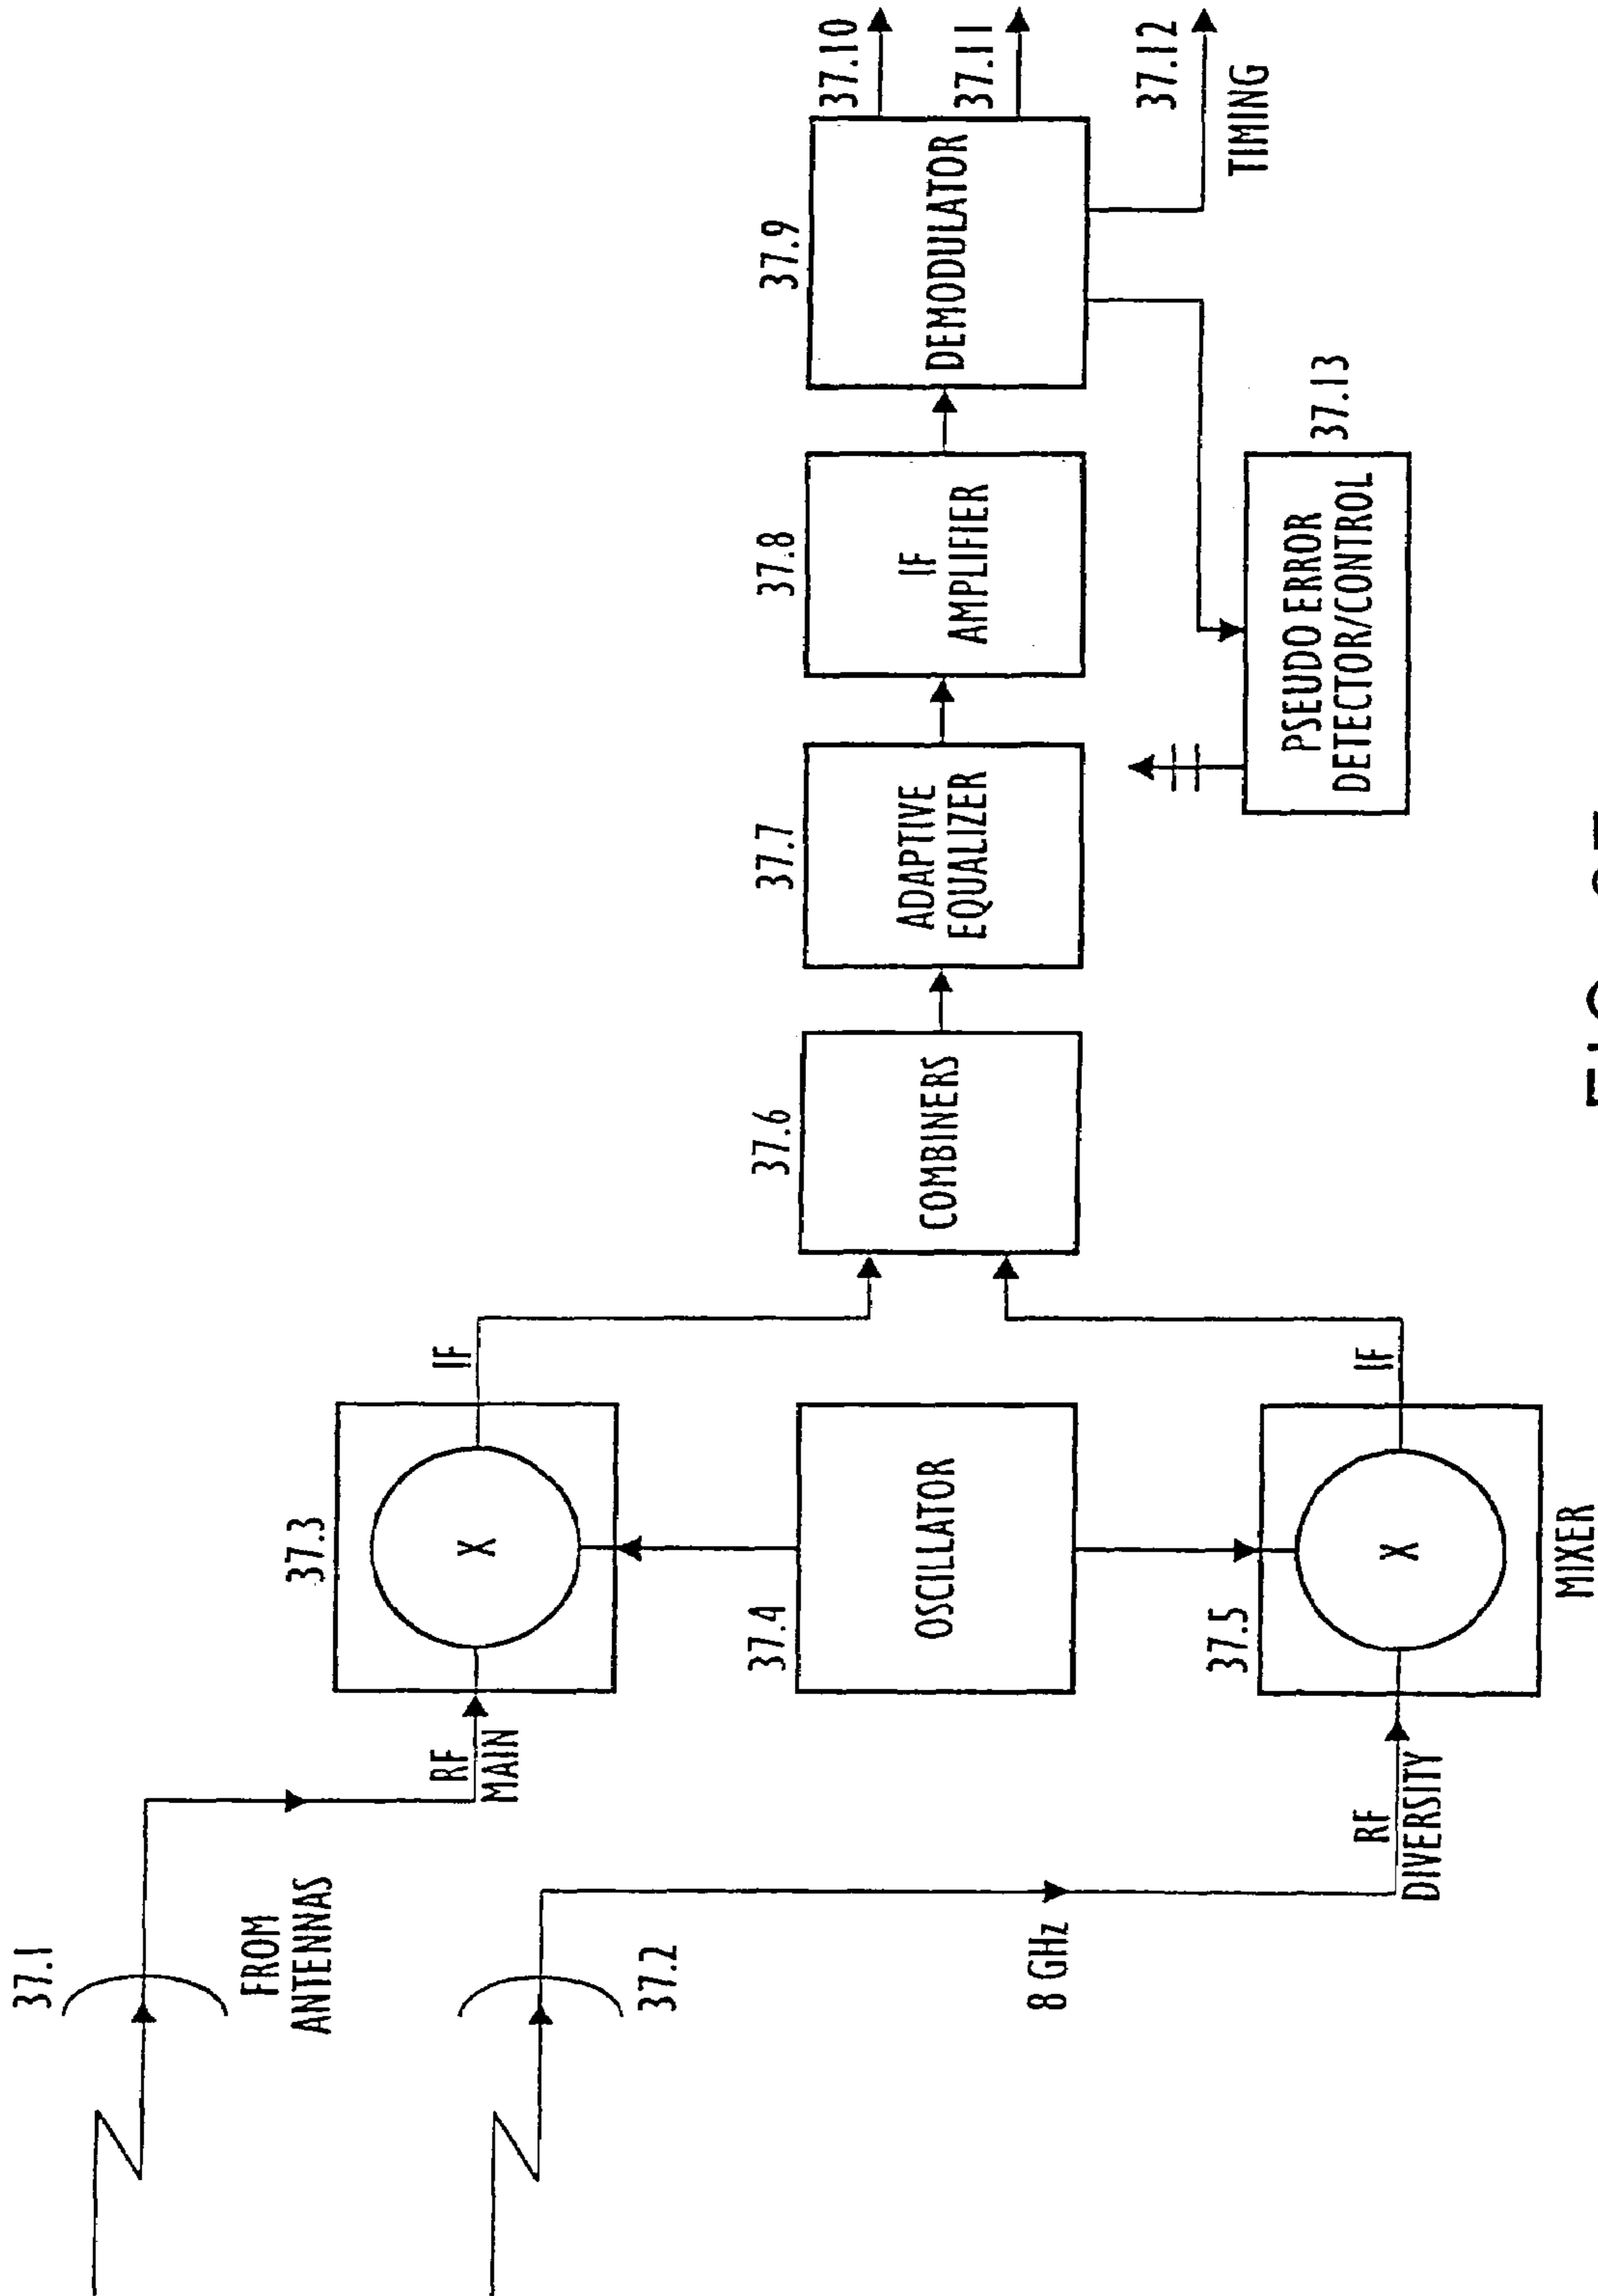 37.1
FROM
ANTENNAS
37.2
8 GHz
RF
MAIN
RF
DIVERSITY
37.3
X
IF
37.4
OSCILLATOR
37.5
X
IF
MIXER
37.6
COMBINERS
37.7
ADAPTIVE
EQUALIZER
37.8
IF
AMPLIFIER
37.9
DEMODULATOR
37.10
37.11
37.12
TIMING
PSEUDO ERROR
DETECTOR/CONTROL
37.13